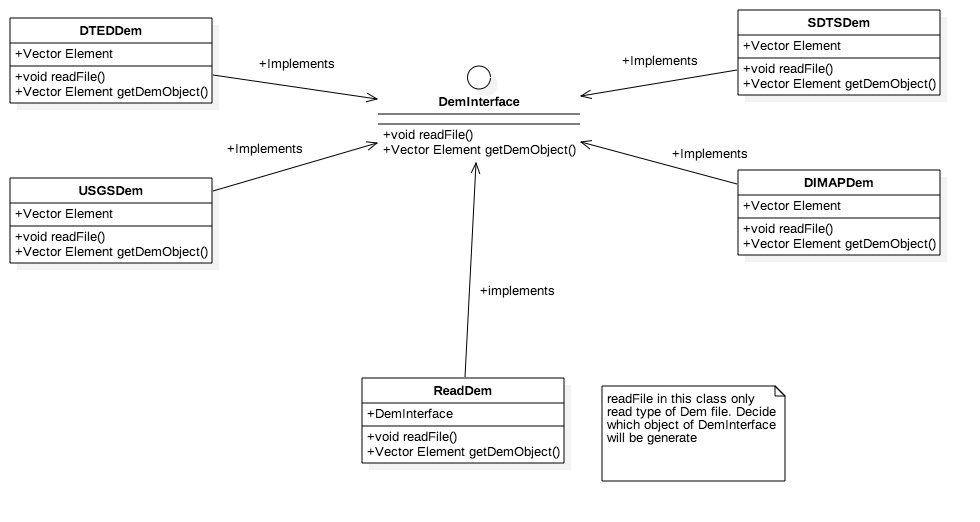 DTEDDem
+Vector Element
+void readFile()
+Vector Element getDemObject()
+Implements
DemInterface
+void readFile()
+Vector Element getDemObject()
+Implements
SDTSDem
+Vector Element
+void readFile()
+Vector Element getDemObject()
+Implements
USGSDem
+Vector Element
+void readFile()
+Vector Element getDemObject()
+Implements
DIMAPDem
+Vector Element
+void readFile()
+Vector Element getDemObject()
+implements
ReadDem
+DemInterface
+void readFile()
+Vector Element getDemObject()
readFile in this class only
read type of Dem file. Decide
which object of DemInterface
will be generate